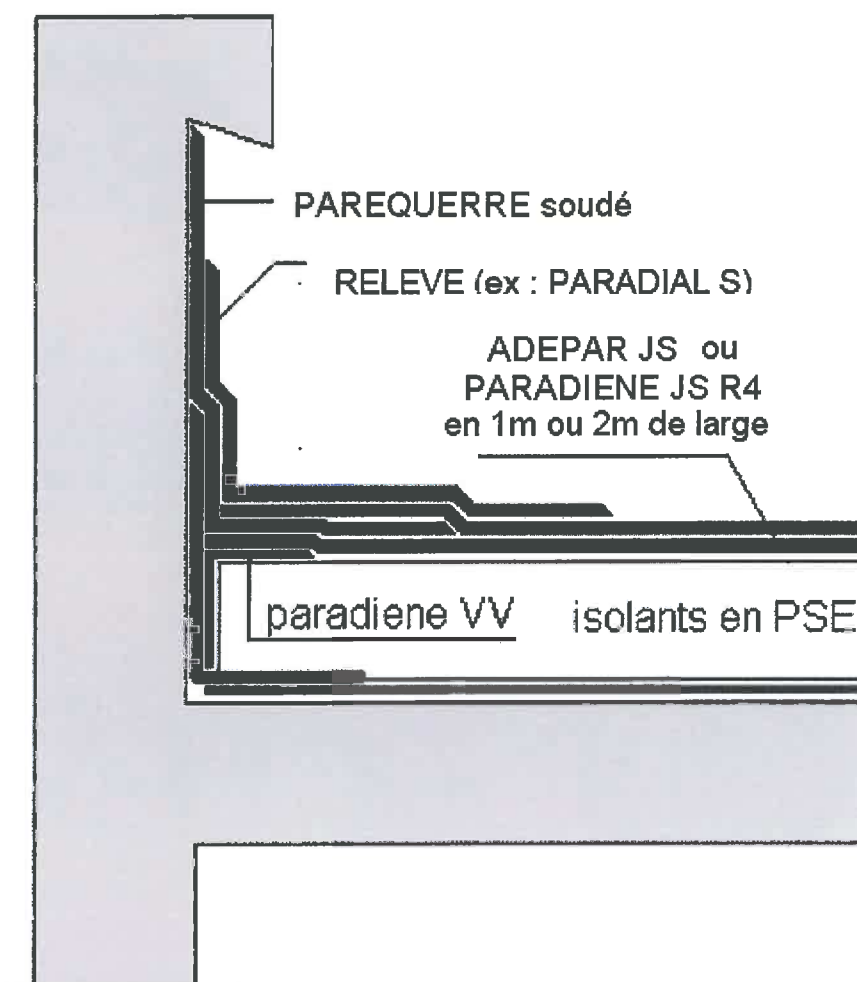 PAREQUERRE soudé
RELEVE (ex : PARADIAL S)
ADEPAR JS ou
PARADIENE JS R4
en 1m ou 2m de large
paradiene VV
isolants en PSE